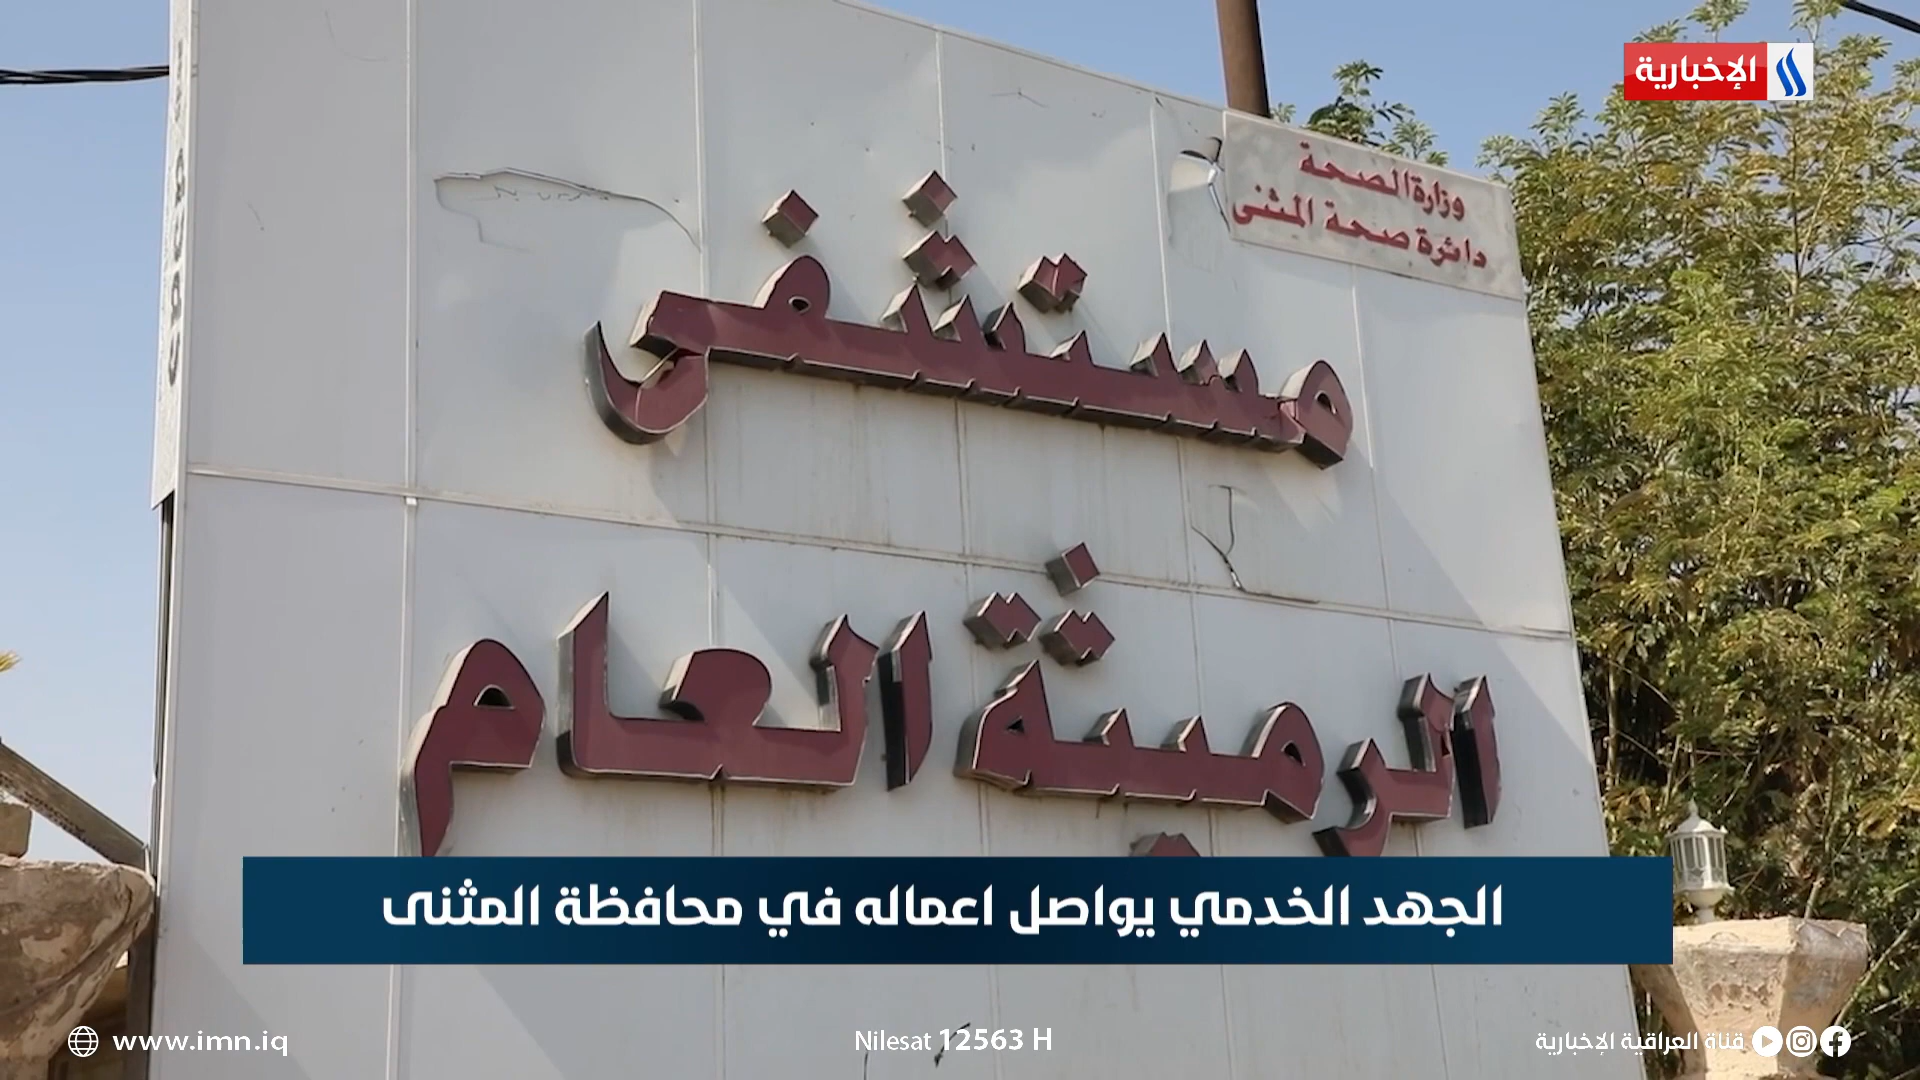 الإخبارية
وزارة الصحة
دائرة صحة المثنى
مستشفى
الرميثة العام
الجهد الخدمي يواصل اعماله في محافظة المثنى
www.imn.iq
Nilesat 12563 H
قناة العراقية الإخبارية